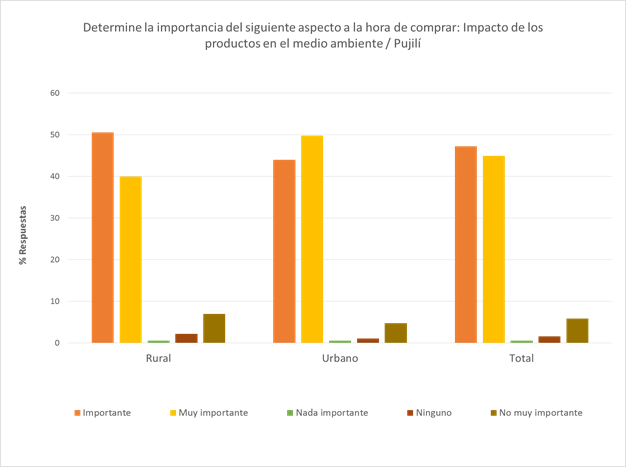 Determine la importancia del siguiente aspecto a la hora de comprar: Impacto de los
productos en el medio ambiente / Pujilí
60
50
40
30
20
10
0
% Respuestas
Rural Urbano Total
Importante Muy importante Nada importante Ninguno No muy importante